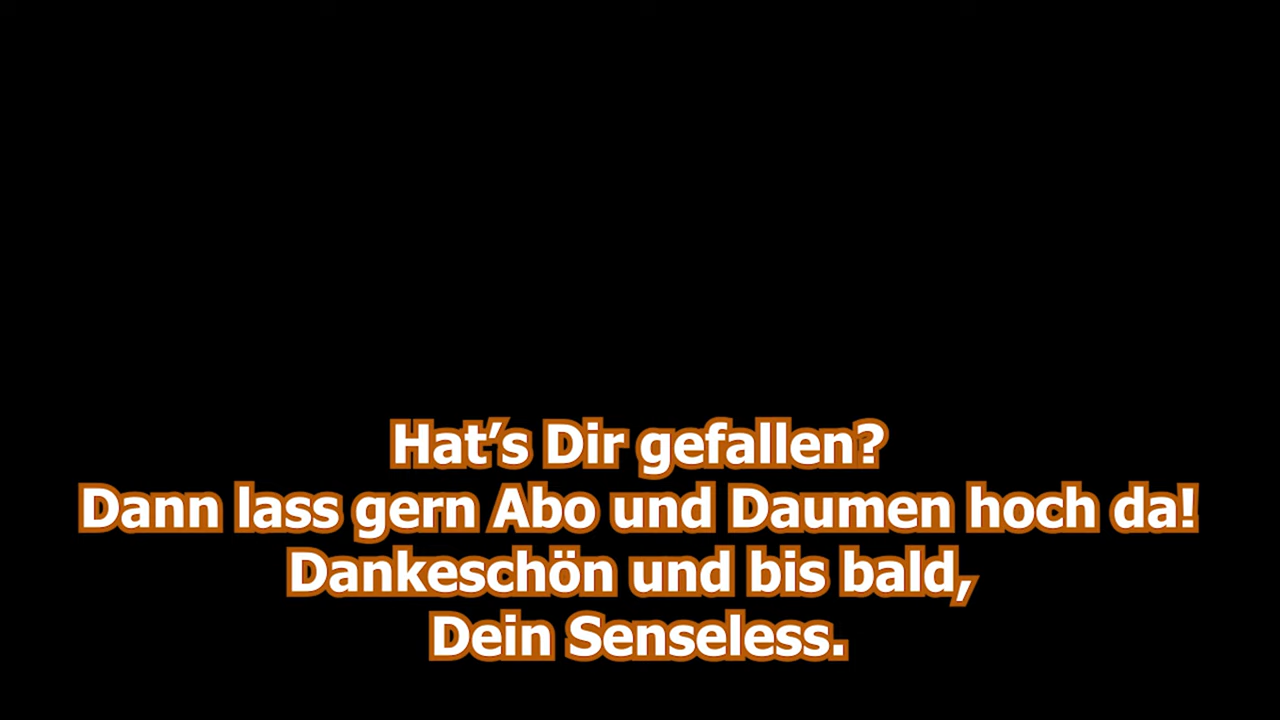 Hat’s Dir gefallen?
Dann lass gern Abo und Daumen hoch da!
Dankeschön und bis bald,
Dein Senseless.